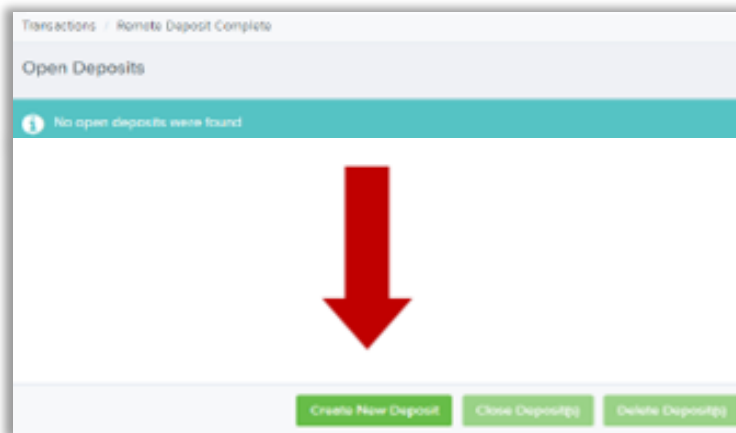 Transactions / Remote Deposit Complete
Open Deposits
No open deposits were found
Create New Deposit Close Deposit(s) Delete Deposit(s)